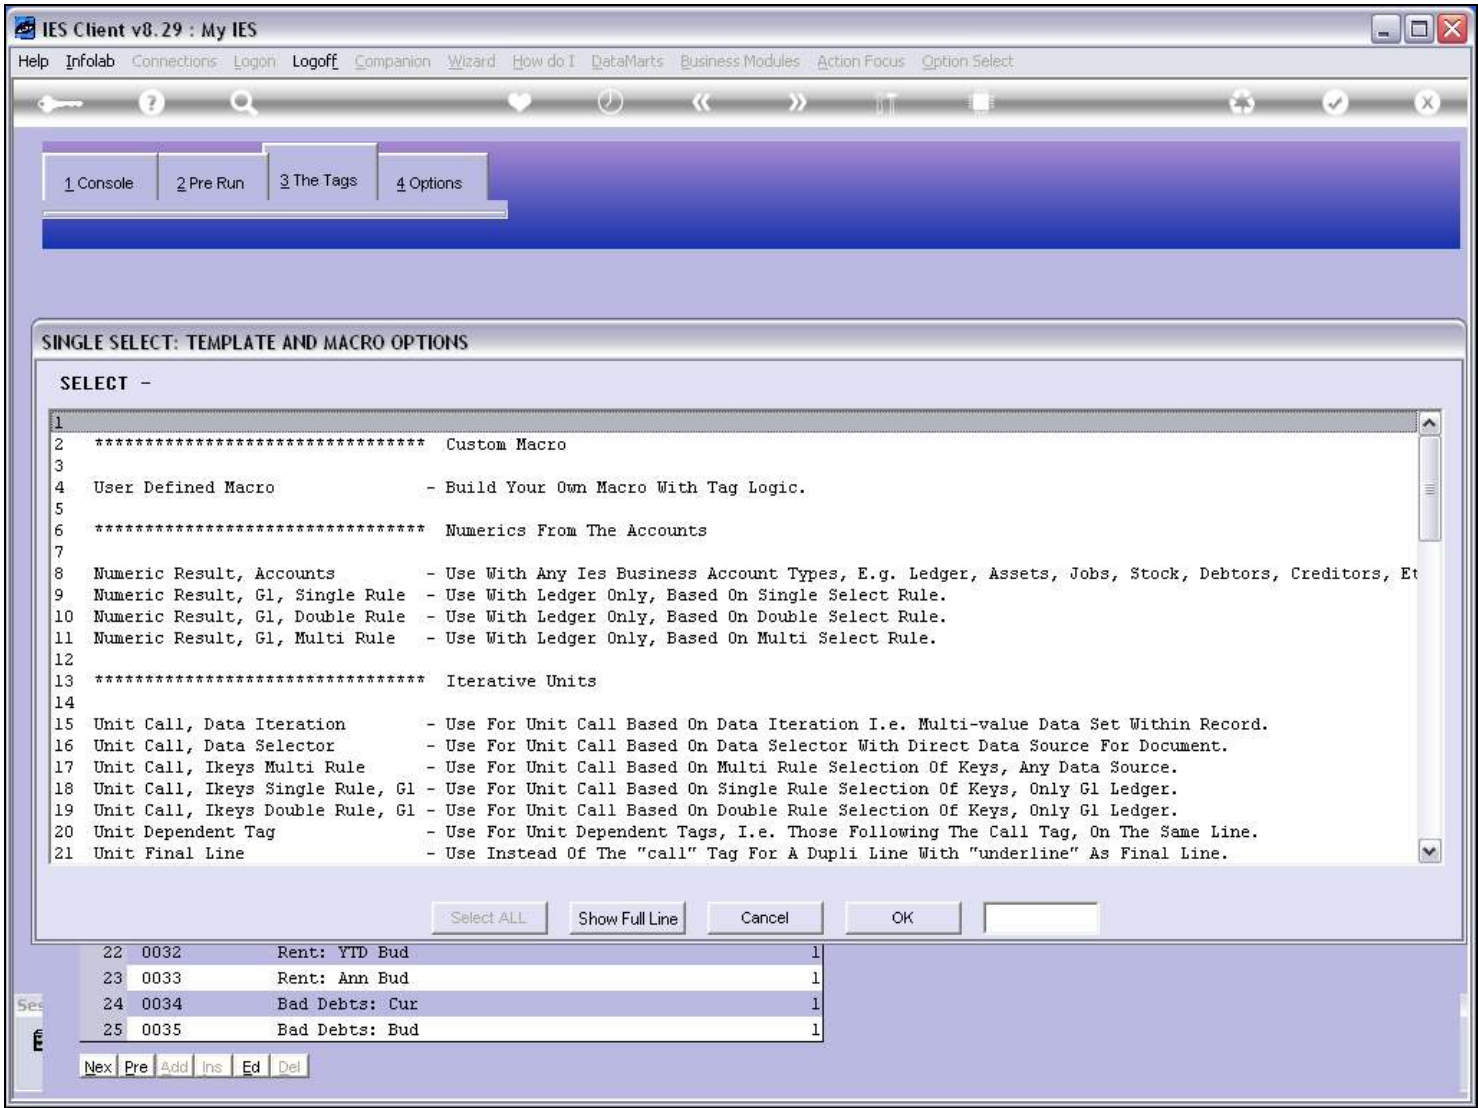 IES Client v8.29 : My IES
Help Infolab Connections Logon Logoff Companion Wizard How do I DataMarts Business Modules Action Focus Option Select
1 Console 2 Pre Run 3 The Tags 4 Options
SINGLE SELECT: TEMPLATE AND MACRO OPTIONS
SELECT -
1
2 ********************************* Custom Macro
3
4 User Defined Macro - Build Your Own Macro With Tag Logic.
5
6 ********************************* Numerics From The Accounts
7
8 Numeric Result, Accounts - Use With Any Ies Business Account Types, E.g. Ledger, Assets, Jobs, Stock, Debtors, Creditors, Et
9 Numeric Result, Gl, Single Rule - Use With Ledger Only, Based On Single Select Rule.
10 Numeric Result, Gl, Double Rule - Use With Ledger Only, Based On Double Select Rule.
11 Numeric Result, Gl, Multi Rule - Use With Ledger Only, Based On Multi Select Rule.
12
13 ********************************* Iterative Units
14
15 Unit Call, Data Iteration - Use For Unit Call Based On Data Iteration I.e. Multi-value Data Set Within Record.
16 Unit Call, Data Selector - Use For Unit Call Based On Data Selector With Direct Data Source For Document.
17 Unit Call, Ikeys Multi Rule - Use For Unit Call Based On Multi Rule Selection Of Keys, Any Data Source.
18 Unit Call, Ikeys Single Rule, Gl - Use For Unit Call Based On Single Rule Selection Of Keys, Only Gl Ledger.
19 Unit Call, Ikeys Double Rule, Gl - Use For Unit Call Based On Double Rule Selection Of Keys, Only Gl Ledger.
20 Unit Dependent Tag - Use For Unit Dependent Tags, I.e. Those Following The Call Tag, On The Same Line.
21 Unit Final Line - Use Instead Of The "call" Tag For A Dupli Line With "underline" As Final Line.
Select ALL Show Full Line Cancel OK
22 0032 Rent: YTD Bud 1
23 0033 Rent: Ann Bud 1
Ses 24 0034 Bad Debts: Cur 1
25 0035 Bad Debts: Bud 1
Nex Pre Add Ins Ed Del